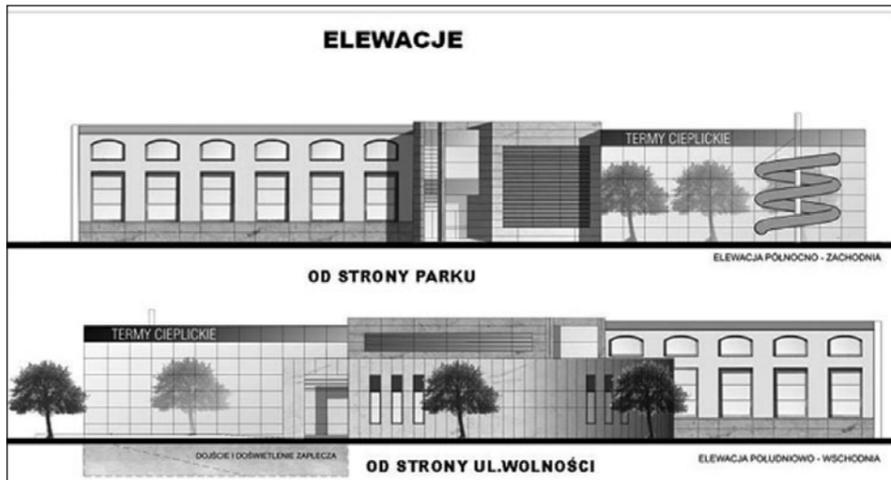 ELEWACJE
TERMY CIEPLICKIE
ELEWACJA PÓŁNOCNO - ZACHODNIA
OD STRONY PARKU
TERMY CIEPLICKIE
DOJŚCIE I DOŚWIETLENIE ZAPLECZA
OD STRONY UL.WOLNOŚCI
ELEWACJA POŁUDNIOWO - WSCHODNIA